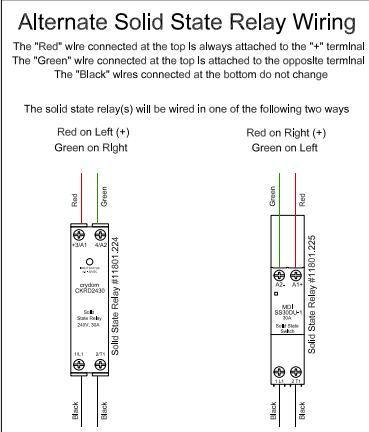 Alternate Solid State Relay Wiring
The "Red" wire connected at the top is always attached to the "+" terminal
The "Green" wire connected at the top is attached to the opposite terminal
The "Black" wires connected at the bottom do not change
The solid state relay(s) will be wired in one of the following two ways
Red on Left (+)
Green on Right
Red
Green
+3/A1 4/A2
crydom
CKRD2430
Solid
State Relay
240V, 30A
1/L1 2/T1
Solid State Relay #11801.224
Black
Black
Red on Right (+)
Green on Left
Green
Red
A2- A1+
MDI
SS30DU-1
30A
Solid State
Switch
1 L1 2 T1
Solid State Relay #11801.225
Black
Black